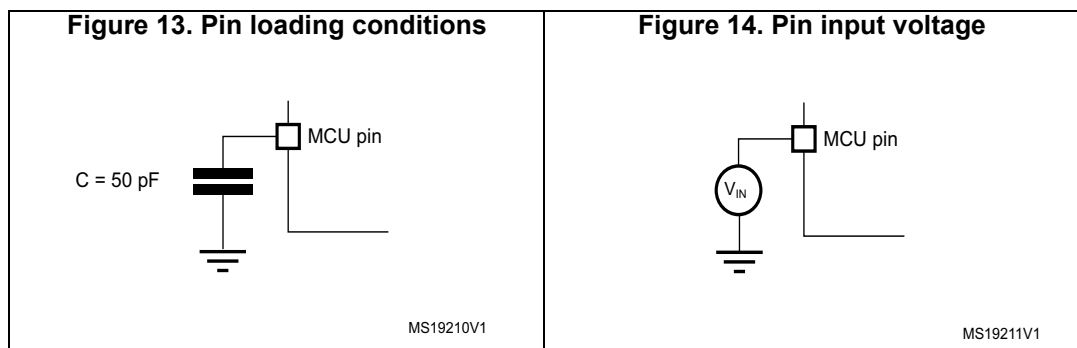 Figure 13. Pin loading conditions
MCU pin
C = 50 pF
MS19210V1
Figure 14. Pin input voltage
MCU pin
VIN
MS19211V1